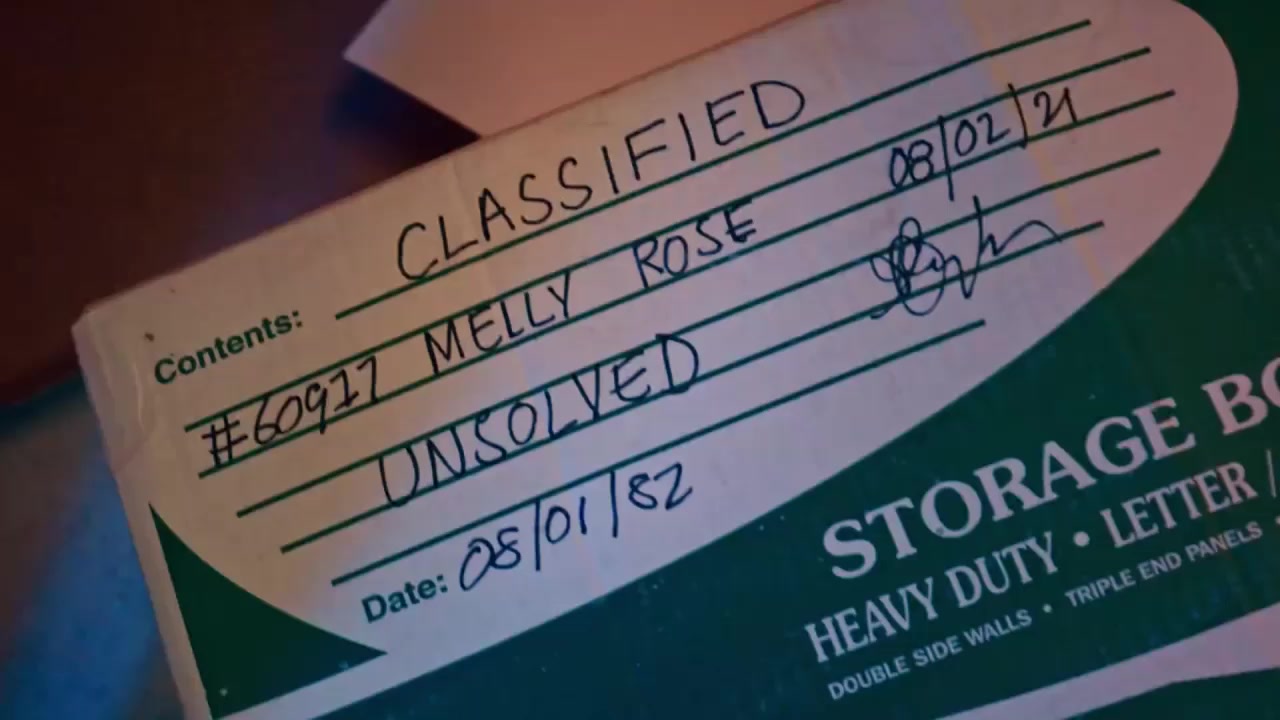 CLASSIFIED
Contents:
#60917 MELLY ROSE 08/02/21
UNSOLVED
Date: 08/01/82
STORAGE BO
HEAVY DUTY • LETTER /
DOUBLE SIDE WALLS • TRIPLE END PANELS •